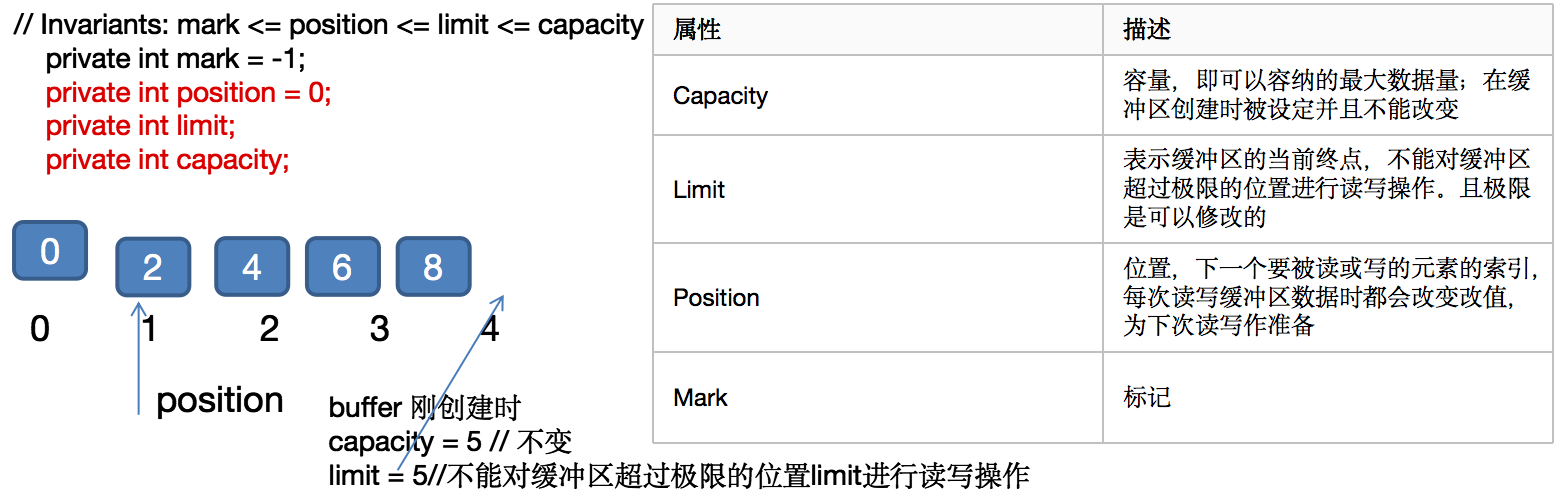 // Invariants: mark <= position <= limit <= capacity
private int mark = -1;
private int position = 0;
private int limit;
private int capacity;
0 2 4 6 8
0 1 2 3 4
position
buffer 刚创建时
capacity = 5 // 不变
limit = 5//不能对缓冲区超过极限的位置limit进行读写操作
属性 描述
Capacity
容量，即可以容纳的最大数据量；在缓
冲区创建时被设定并且不能改变
Limit
表示缓冲区的当前终点，不能对缓冲区
超过极限的位置进行读写操作。且极限
是可以修改的
Position
位置，下一个要被读或写的元素的索引，
每次读写缓冲区数据时都会改变改值，
为下次读写作准备
Mark
标记